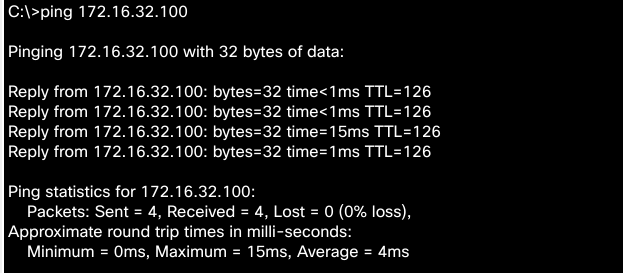 C:\>ping 172.16.32.100
Pinging 172.16.32.100 with 32 bytes of data:
Reply from 172.16.32.100: bytes=32 time<1ms TTL=126
Reply from 172.16.32.100: bytes=32 time<1ms TTL=126
Reply from 172.16.32.100: bytes=32 time=15ms TTL=126
Reply from 172.16.32.100: bytes=32 time=1ms TTL=126
Ping statistics for 172.16.32.100:
Packets: Sent = 4, Received = 4, Lost = 0 (0% loss),
Approximate round trip times in milli-seconds:
Minimum = 0ms, Maximum = 15ms, Average = 4ms